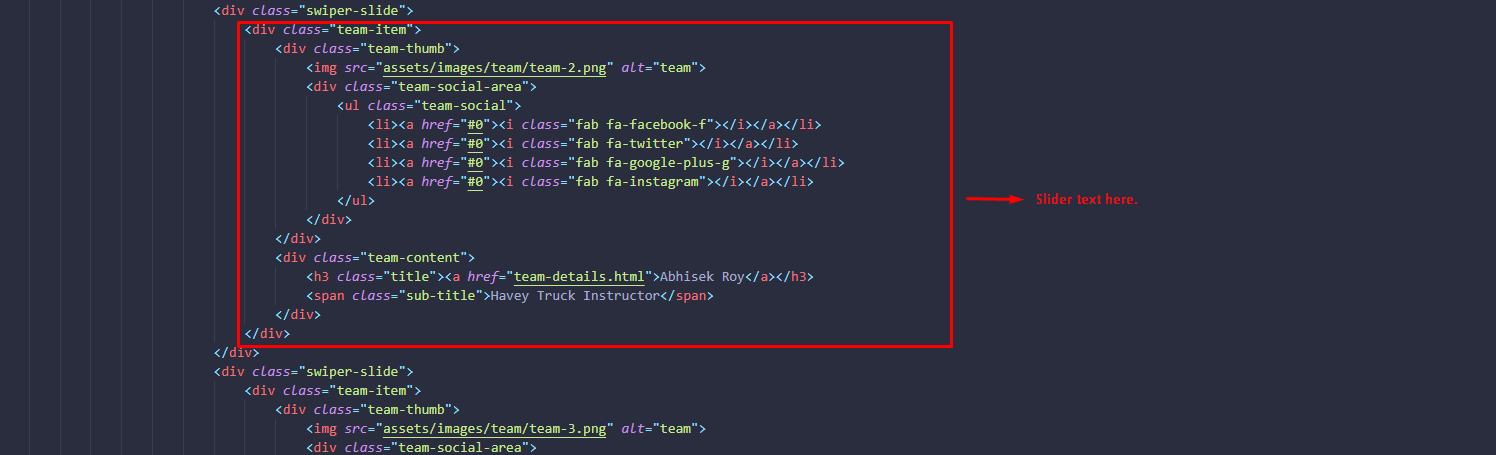 <div class="swiper-slide">
<div class="team-item">
<div class="team-thumb">
<img src="assets/images/team/team-2.png" alt="team">
<div class="team-social-area">
<ul class="team-social">
<li><a href="#0"><i class="fab fa-facebook-f"></i></a></li>
<li><a href="#0"><i class="fab fa-twitter"></i></a></li>
<li><a href="#0"><i class="fab fa-google-plus-g"></i></a></li>
<li><a href="#0"><i class="fab fa-instagram"></i></a></li>
</ul>
</div>
</div>
<div class="team-content">
<h3 class="title"><a href="team-details.html">Abhisek Roy</a></h3>
<span class="sub-title">Havey Truck Instructor</span>
</div>
</div>
</div>
<div class="swiper-slide">
<div class="team-item">
<div class="team-thumb">
<img src="assets/images/team/team-3.png" alt="team">
<div class="team-social-area">
Slider text here.